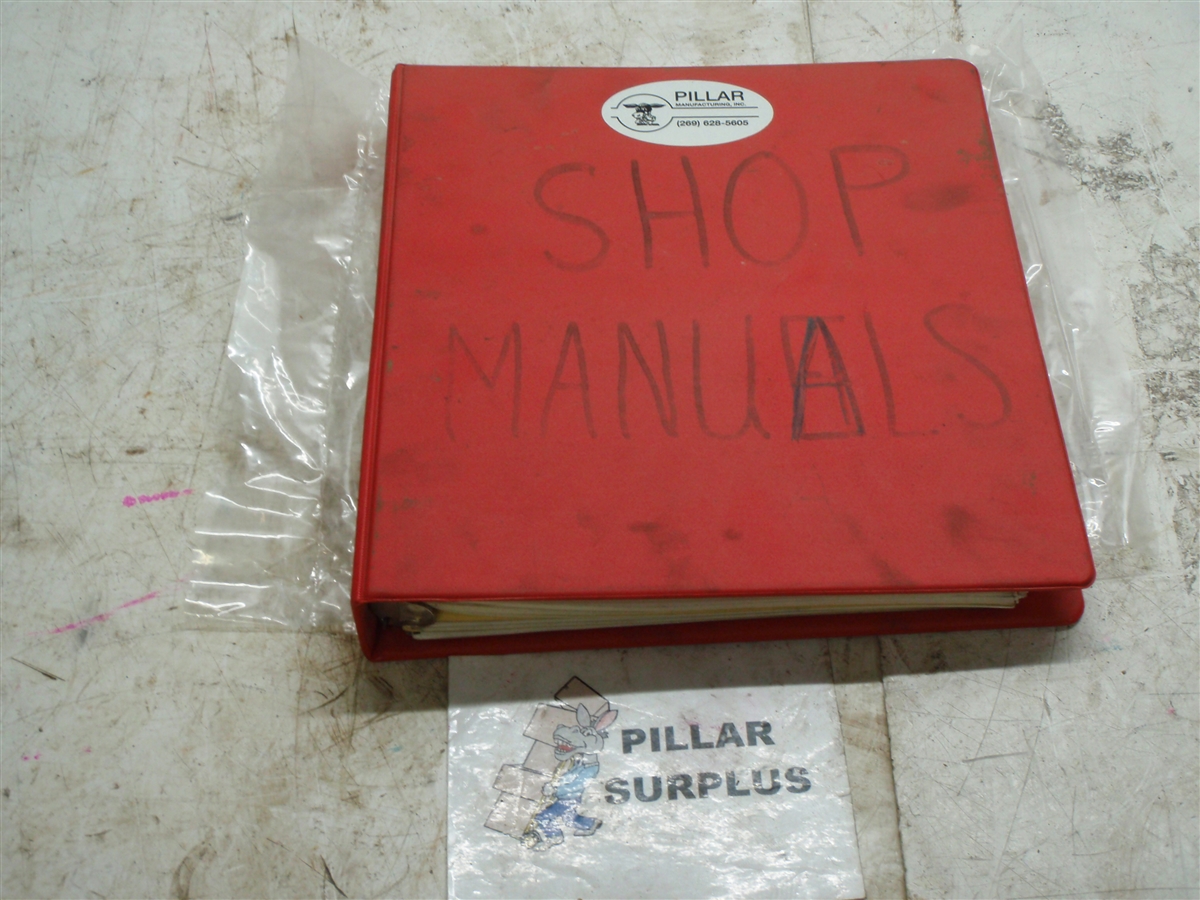 PILLAR
MANUFACTURING, INC.
(269) 628-5605
SHOP
MANUALS
PILLAR
SURPLUS